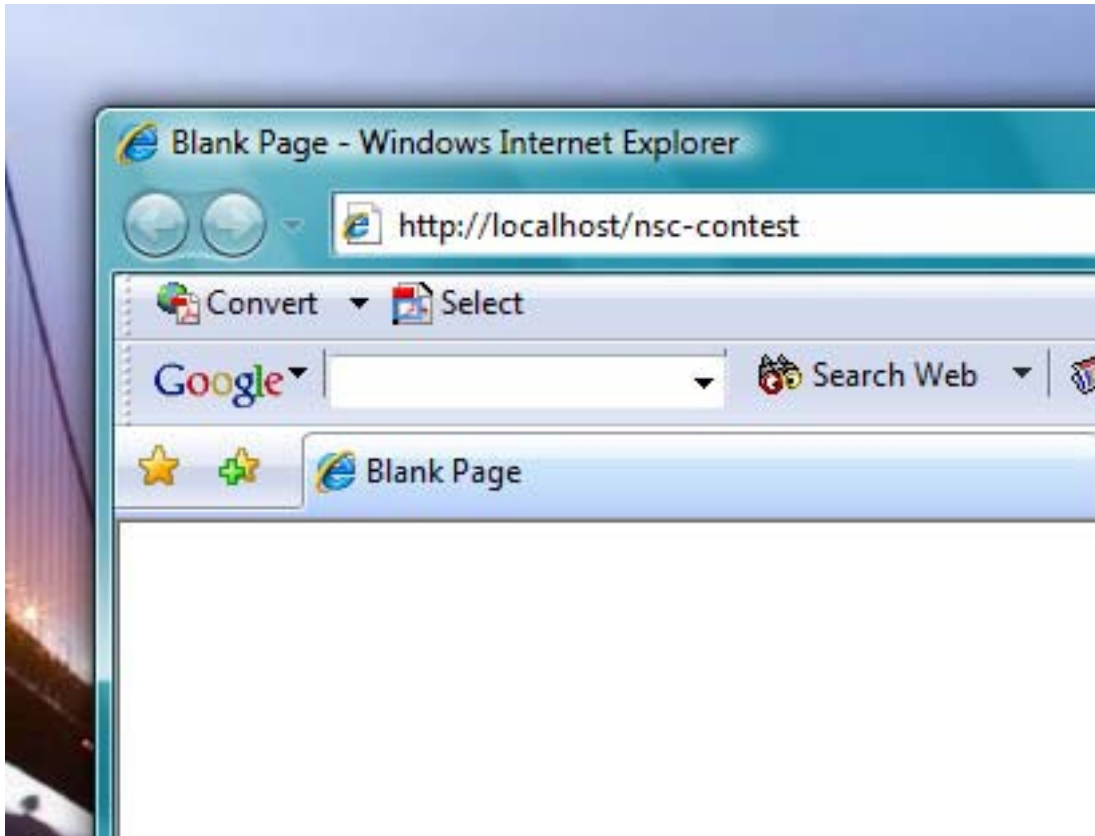 Blank Page - Windows Internet Explorer
http://localhost/nsc-contest
Convert Select
Google Search Web
Blank Page